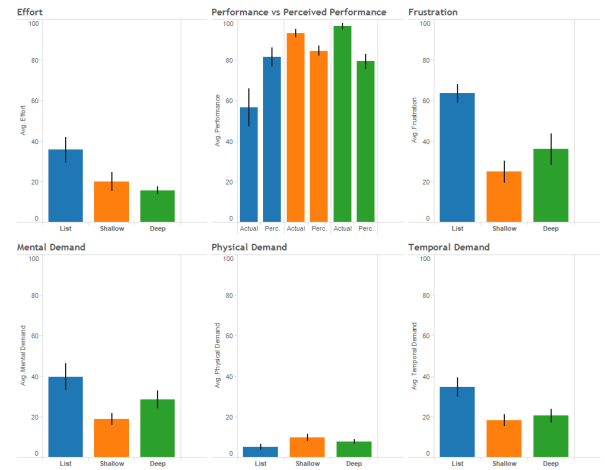 Effort
Performance vs Perceived Performance
Frustration
100
80
60
40
20
0
Avg. Effort
List Shallow Deep
100
80
60
40
20
0
Avg. Performance
Actual Perc. Actual Perc. Actual Perc.
100
80
60
40
20
0
Avg. Frustration
List Shallow Deep
Mental Demand
Physical Demand
Temporal Demand
100
80
60
40
20
0
Avg. Mental Demand
List Shallow Deep
100
80
60
40
20
0
Avg. Physical Demand
List Shallow Deep
100
80
60
40
20
0
Avg. Temporal Demand
List Shallow Deep